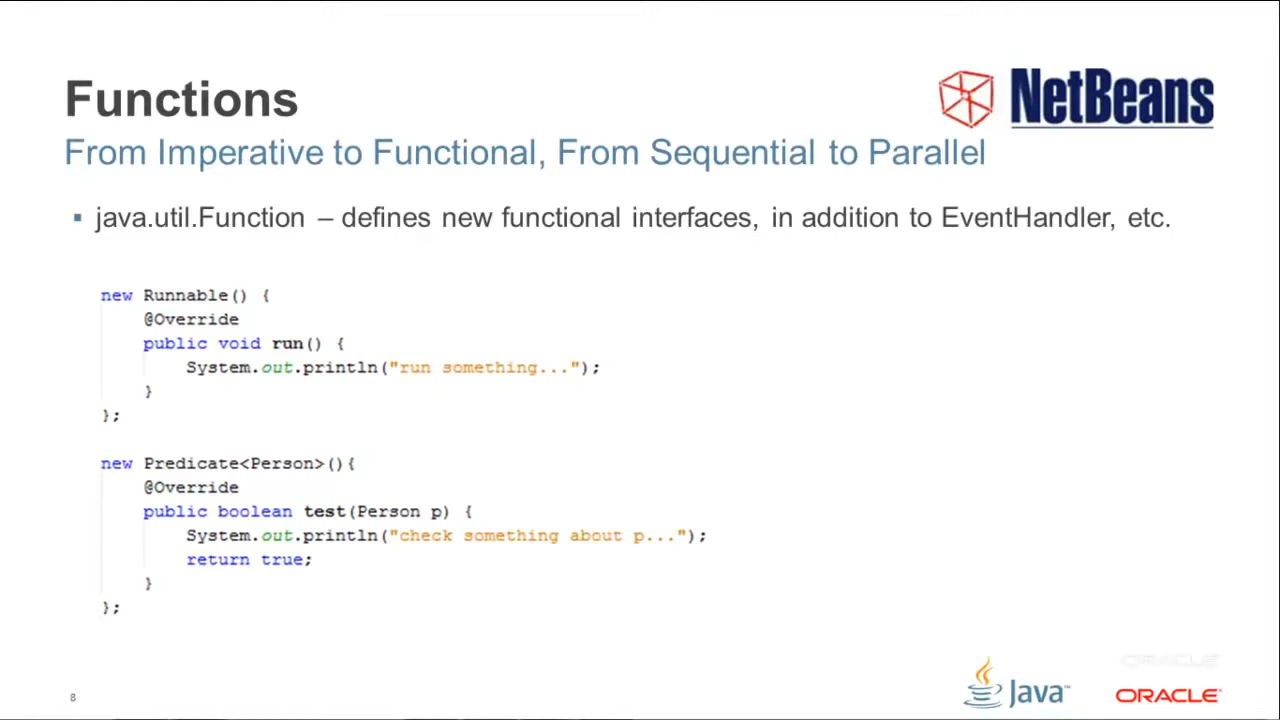 Functions
NetBeans
From Imperative to Functional, From Sequential to Parallel
▪ java.util.Function – defines new functional interfaces, in addition to EventHandler, etc.
new Runnable() {
    @Override
    public void run() {
        System.out.println("run something...");
    }
};
new Predicate<Person>(){
    @Override
    public boolean test(Person p) {
        System.out.println("check something about p...");
        return true;
    }
};
ORACLE
8
Java™
ORACLE®